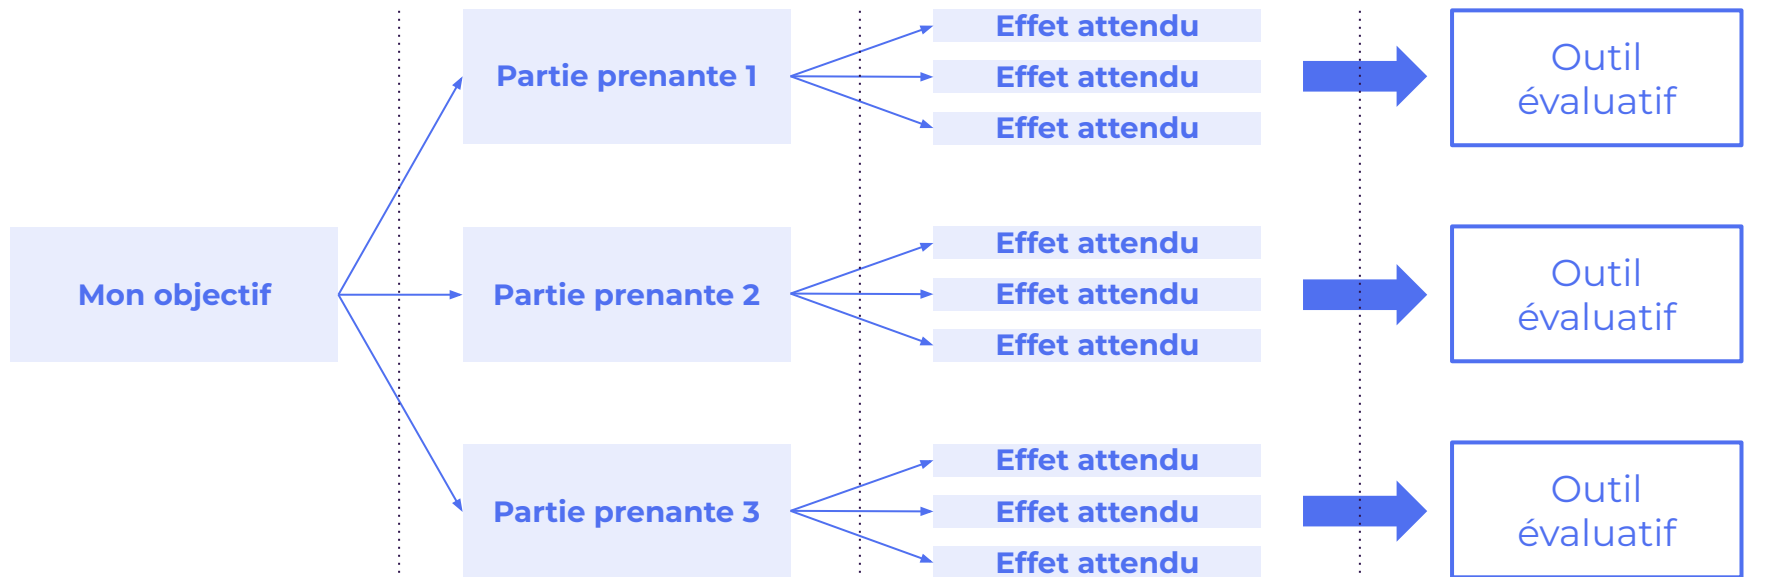 Mon objectif
Partie prenante 1
Effet attendu
Effet attendu
Effet attendu
Outil
évaluatif
Partie prenante 2
Effet attendu
Effet attendu
Effet attendu
Outil
évaluatif
Partie prenante 3
Effet attendu
Effet attendu
Effet attendu
Outil
évaluatif